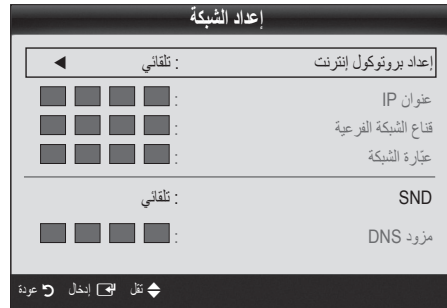 إعداد الشبكة
إعداد بروتوكول إنترنت : تلقائي
عنوان IP :
قناع الشبكة الفرعية :
عبّارة الشبكة :
SND : تلقائي
مزود DNS :
نقل إدخال عودة